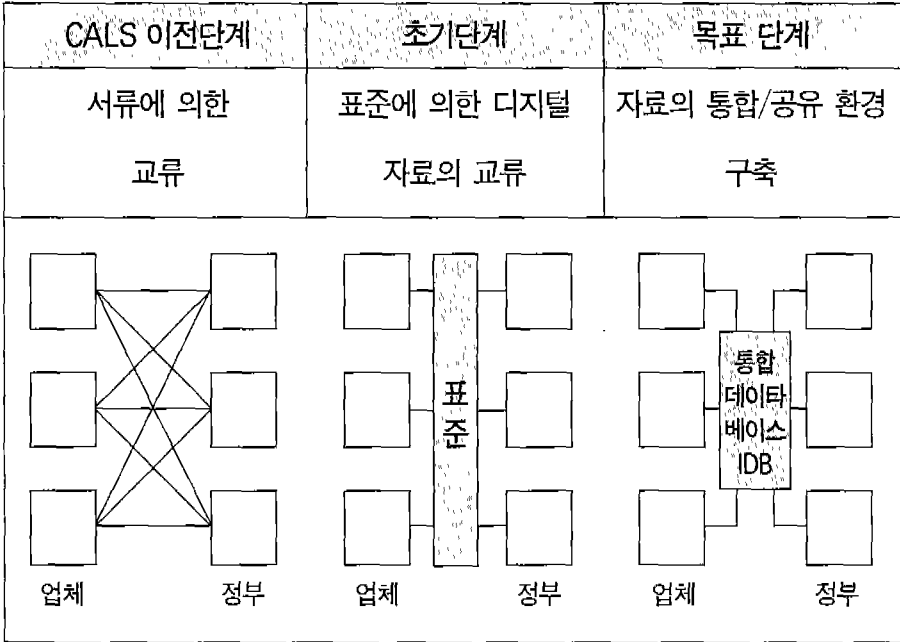 CALS 이전단계 초기단계 목표 단계
서류에 의한 표준에 의한 디지털 자료의 통합/공유 환경
교류 자료의 교류 구축
표
준
통합
데이타
베이스
IDB
업체 정부 업체 정부 업체 정부